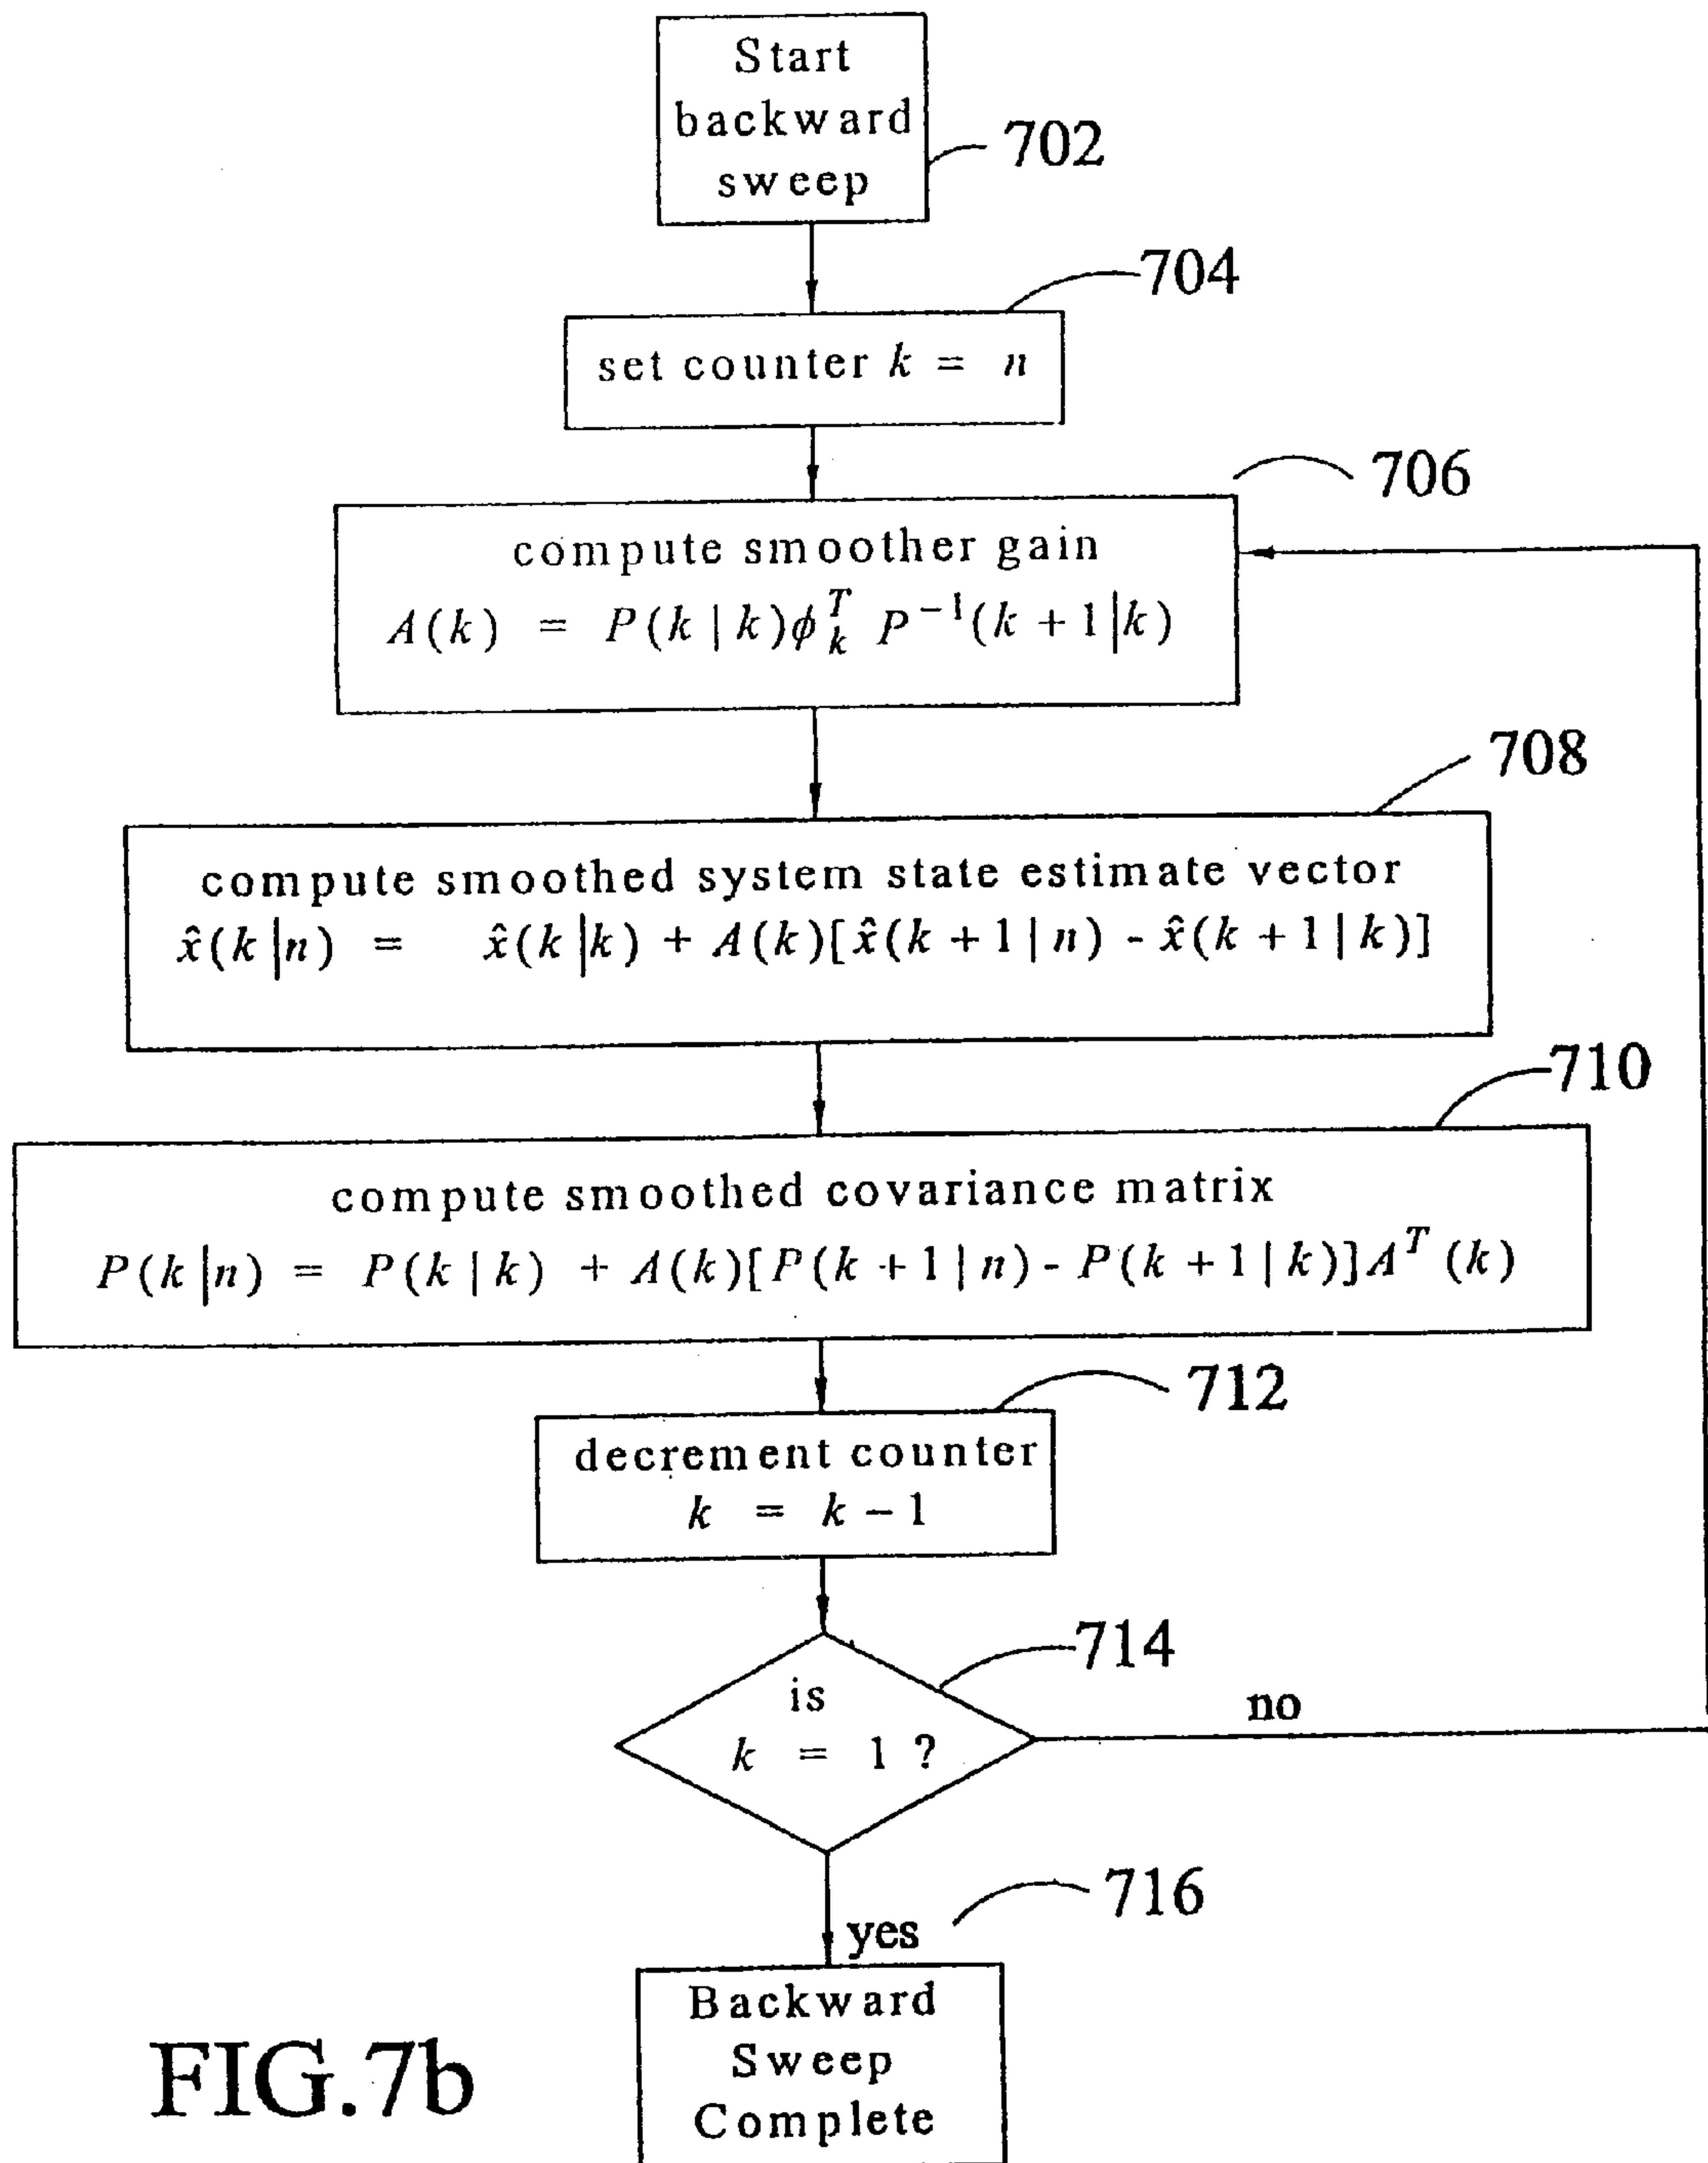 Start
backward
sweep
702
704
set counter k = n
706
compute smoother gain
A(k) = P(k|k)ϕₖᵀ P⁻¹(k+1|k)
708
compute smoothed system state estimate vector
x̂(k|n) = x̂(k|k) + A(k)[x̂(k+1|n) - x̂(k+1|k)]
710
compute smoothed covariance matrix
P(k|n) = P(k|k) + A(k)[P(k+1|n) - P(k+1|k)]Aᵀ(k)
712
decrement counter
k = k-1
714
is
k = 1 ?
no
716
yes
Backward
Sweep
Complete
FIG.7b